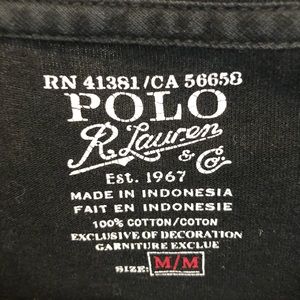 RN 41381/CA 56658
POLO
R. Lauren
& Co.
EST. 1967
MADE IN INDONESIA
FAIT EN INDONESIE
100% COTTON/COTON
EXCLUSIVE OF DECORATION
GARNITURE EXCLUE
SIZE: M/M